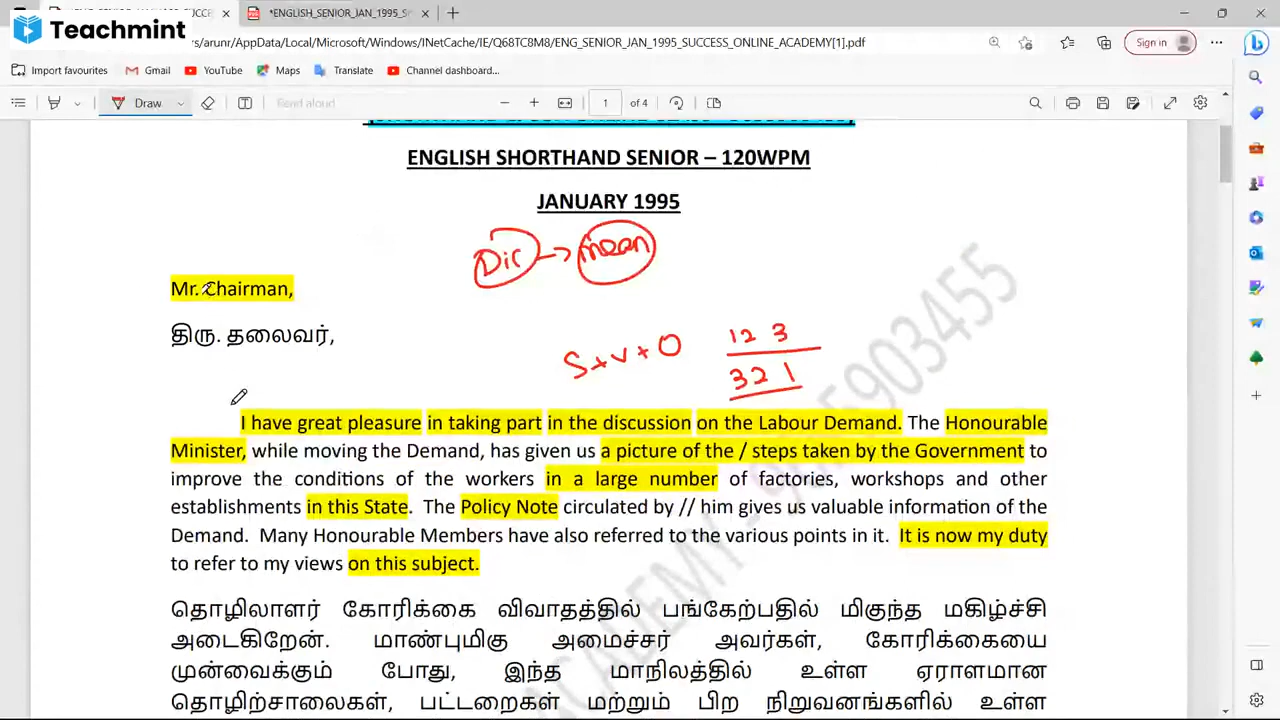 ENGLISH_SENIOR_JAN_1995_S
Teachmint
s/arunr/AppData/Local/Microsoft/Windows/INetCache/IE/Q68TC8M8/ENG_SENIOR_JAN_1995_SUCCESS_ONLINE_ACADEMY[1].pdf
Sign in
Import favourites Gmail YouTube Maps Translate Channel dashboard...
Draw Read aloud 1 of 4
ENGLISH SHORTHAND SENIOR – 120WPM
JANUARY 1995
Dic → mean
Mr. Chairman,
திரு. தலைவர்,
S+V+O 1 2 3
3 2 1
I have great pleasure in taking part in the discussion on the Labour Demand. The Honourable
Minister, while moving the Demand, has given us a picture of the / steps taken by the Government to
improve the conditions of the workers in a large number of factories, workshops and other
establishments in this State. The Policy Note circulated by // him gives us valuable information of the
Demand. Many Honourable Members have also referred to the various points in it. It is now my duty
to refer to my views on this subject.
தொழிலாளர் கோரிக்கை விவாதத்தில் பங்கேற்பதில் மிகுந்த மகிழ்ச்சி
அடைகிறேன். மாண்புமிகு அமைச்சர் அவர்கள், கோரிக்கையை
முன்வைக்கும் போது, இந்த மாநிலத்தில் உள்ள ஏராளமான
தொழிற்சாலைகள், பட்டறைகள் மற்றும் பிற நிறுவனங்களில் உள்ள